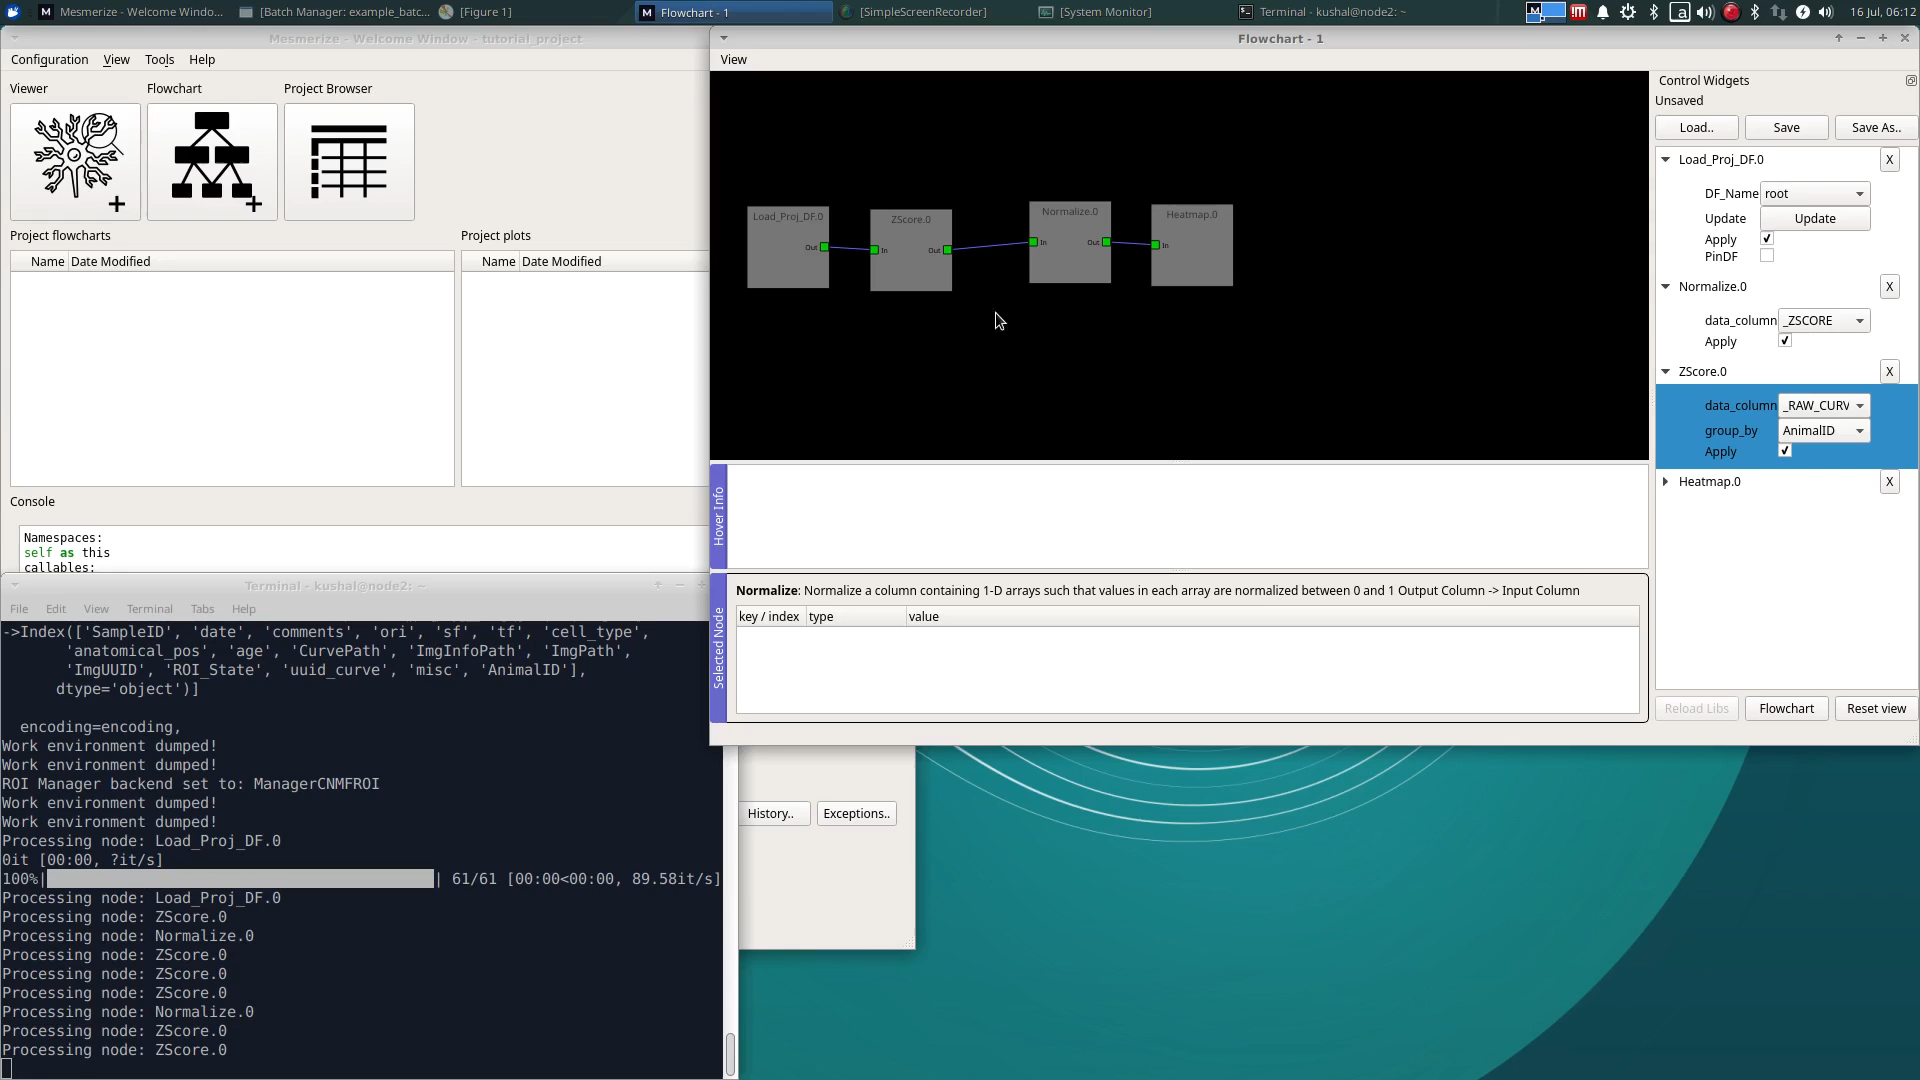 Mesmerize - Welcome Windo...
[Batch Manager: example_batc...
[Figure 1]
Flowchart - 1
[SimpleScreenRecorder]
[System Monitor]
Terminal - kushal@node2: ~
16 Jul, 06:12
Mesmerize - Welcome Window - tutorial_project
Configuration View Tools Help
Viewer Flowchart Project Browser
Project flowcharts
Name Date Modified
Project plots
Name Date Modified
Console
Namespaces:
self as this
callables:
Terminal - kushal@node2: ~
File Edit View Terminal Tabs Help
->Index(['SampleID', 'date', 'comments', 'ori', 'sf', 'tf', 'cell_type',
'anatomical_pos', 'age', 'CurvePath', 'ImgInfoPath', 'ImgPath',
'ImgUUID', 'ROI_State', 'uuid_curve', 'misc', 'AnimalID'],
dtype='object')]
encoding=encoding,
Work environment dumped!
Work environment dumped!
ROI Manager backend set to: ManagerCNMFROI
Work environment dumped!
Work environment dumped!
Processing node: Load_Proj_DF.0
0it [00:00, ?it/s]
100%| | 61/61 [00:00<00:00, 89.58it/s]
Processing node: Load_Proj_DF.0
Processing node: ZScore.0
Processing node: Normalize.0
Processing node: ZScore.0
Processing node: ZScore.0
Processing node: ZScore.0
Processing node: Normalize.0
Processing node: ZScore.0
Processing node: ZScore.0
Flowchart - 1
View
Load_Proj_DF.0
Out
ZScore.0
In Out
Normalize.0
In Out
Heatmap.0
In
Hover Info
Selected Node
Normalize: Normalize a column containing 1-D arrays such that values in each array are normalized between 0 and 1 Output Column -> Input Column
key / index type value
History.. Exceptions..
Control Widgets
Unsaved
Load.. Save Save As..
Load_Proj_DF.0 X
DF_Name root
Update Update
Apply
PinDF
Normalize.0 X
data_column _ZSCORE
Apply
ZScore.0 X
data_column _RAW_CURV
group_by AnimalID
Apply
Heatmap.0 X
Reload Libs Flowchart Reset view